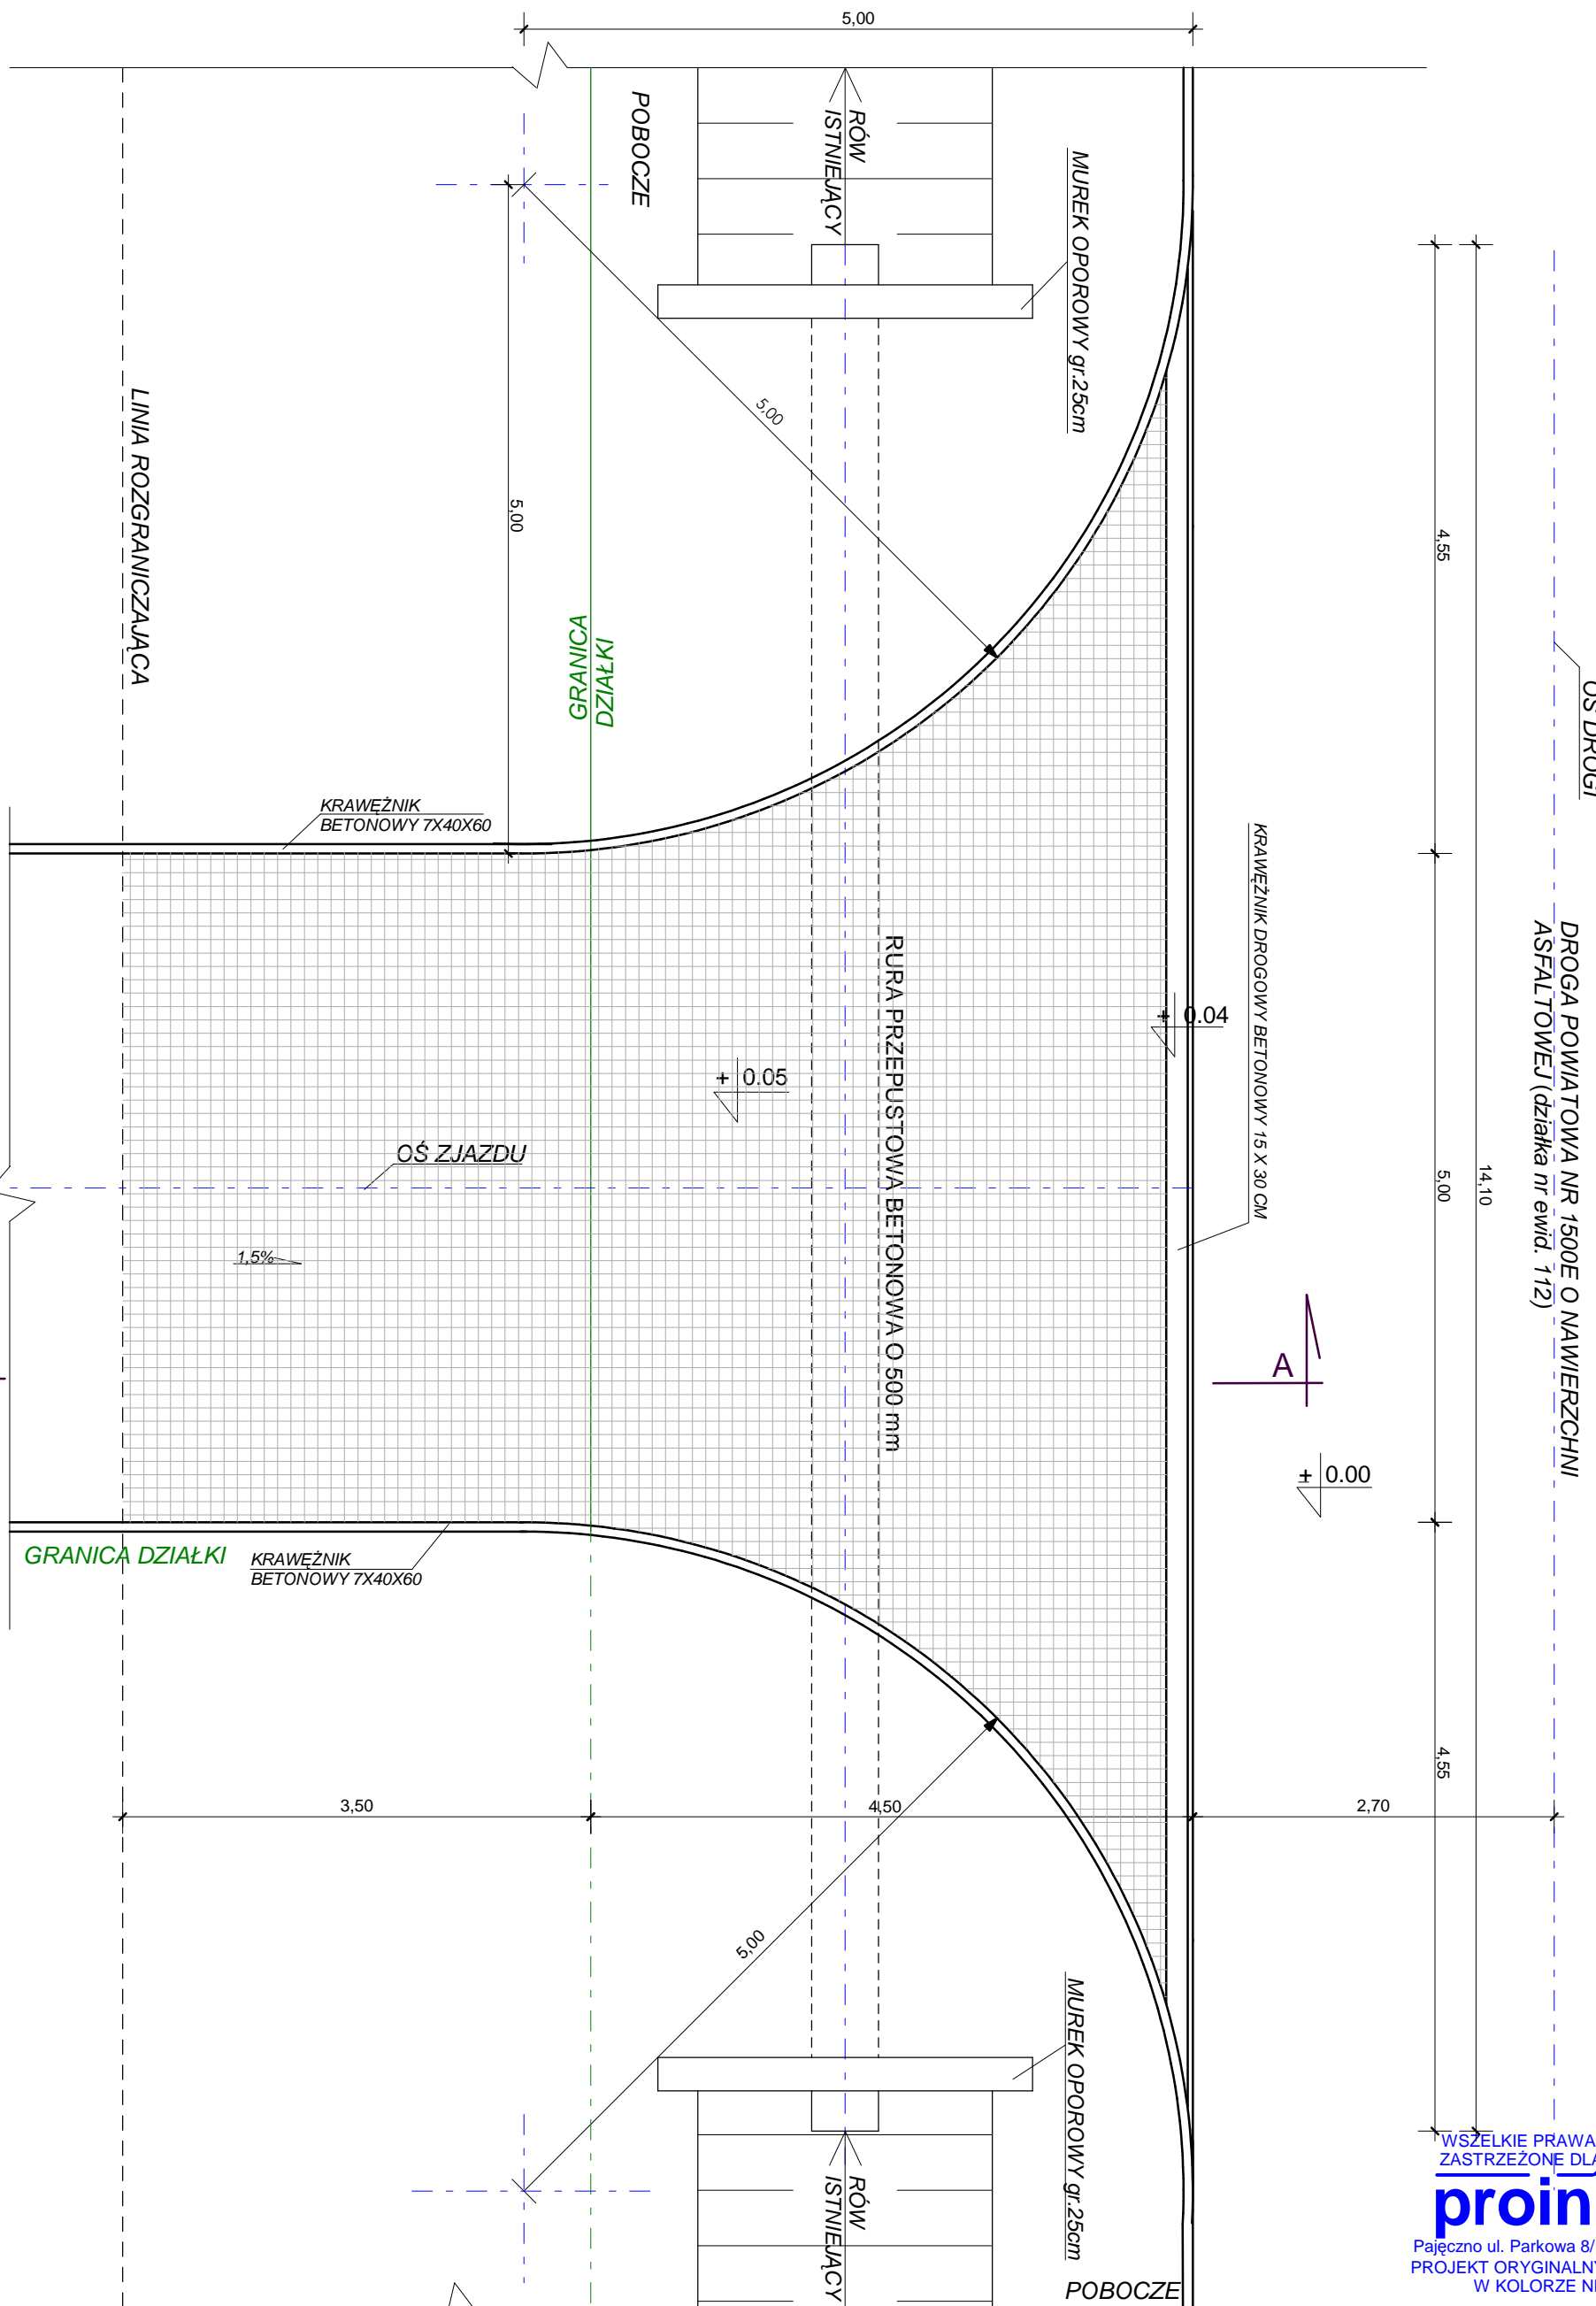 5,00
POBOCZE
RÓW
ISTNIEJĄCY
MUREK OPOROWY gr.25cm
5,00
5,00
LINIA ROZGRANICZAJĄCA
GRANICA
DZIAŁKI
4,55
OŚ DROGI
KRAWĘŻNIK
BETONOWY 7X40X60
KRAWĘŻNIK DROGOWY BETONOWY 15 X 30 CM
DROGA POWIATOWA NR 1500E O NAWIERZCHNI
ASFALTOWEJ (działka nr ewid. 112)
RURA PRZEPUSTOWA BETONOWA O 500 mm
+ 0.04
+ 0.05
OŚ ZJAZDU
5,00
14,10
1,5%
A
± 0.00
GRANICA DZIAŁKI
KRAWĘŻNIK
BETONOWY 7X40X60
4,55
3,50
4,50
2,70
5,00
MUREK OPOROWY gr.25cm
RÓW
ISTNIEJĄCY
POBOCZE
WSZELKIE PRAWA
ZASTRZEŻONE DLA
proin
Pajęczno ul. Parkowa 8/
PROJEKT ORYGINALNY
W KOLORZE NI